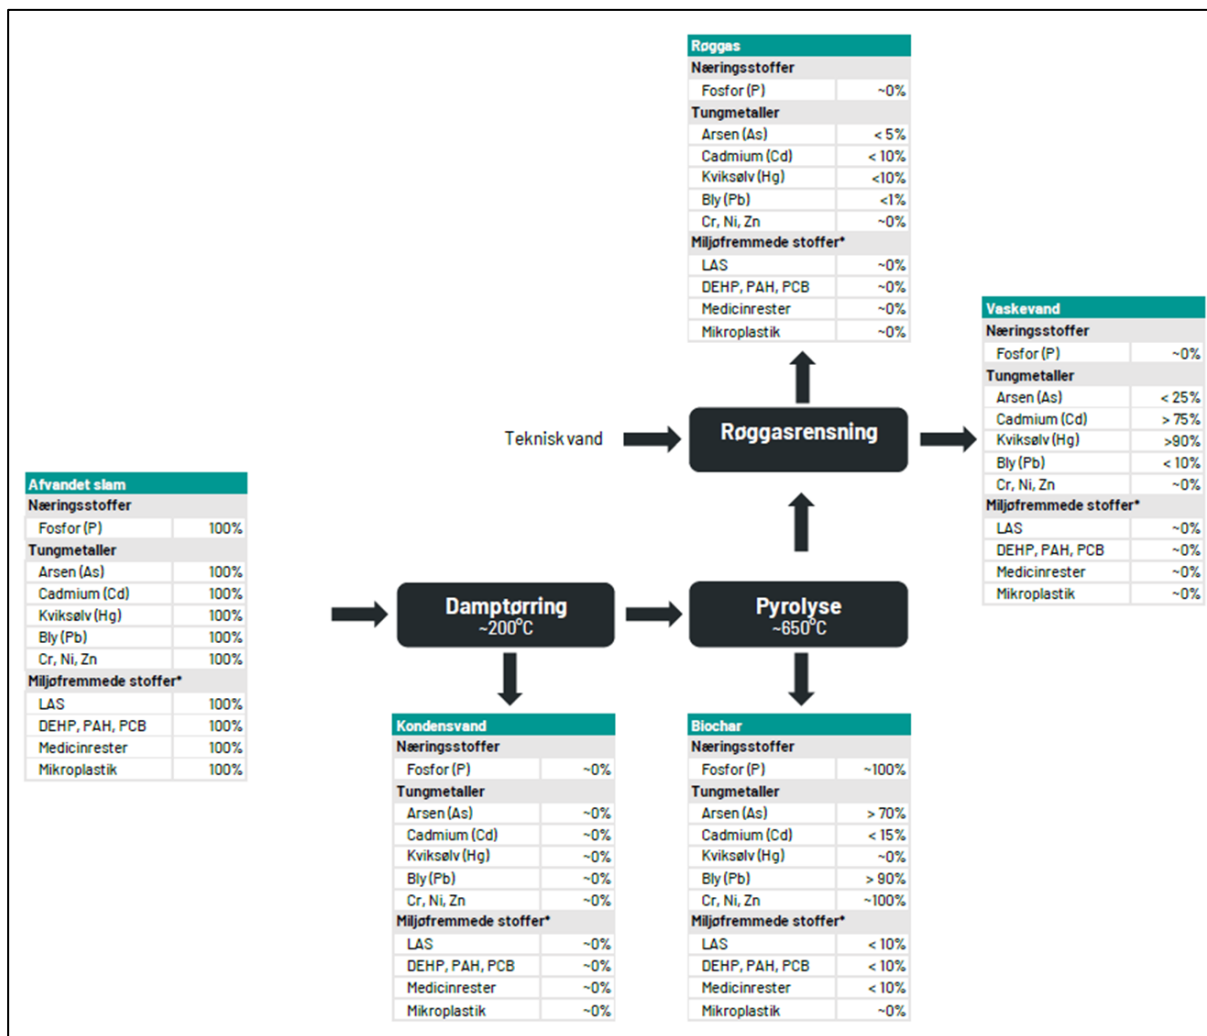 Røggas
Næringsstoffer
Fosfor (P) ~0%
Tungmetaller
Arsen (As) < 5%
Cadmium (Cd) < 10%
Kviksølv (Hg) <10%
Bly (Pb) <1%
Cr, Ni, Zn ~0%
Miljøfremmede stoffer*
LAS ~0%
DEHP, PAH, PCB ~0%
Medicinrester ~0%
Mikroplastik ~0%
Vaskevand
Næringsstoffer
Fosfor (P) ~0%
Tungmetaller
Arsen (As) < 25%
Cadmium (Cd) > 75%
Kviksølv (Hg) >90%
Bly (Pb) < 10%
Cr, Ni, Zn ~0%
Miljøfremmede stoffer*
LAS ~0%
DEHP, PAH, PCB ~0%
Medicinrester ~0%
Mikroplastik ~0%
Teknisk vand
Røggasrensning
Afvandet slam
Næringsstoffer
Fosfor (P) 100%
Tungmetaller
Arsen (As) 100%
Cadmium (Cd) 100%
Kviksølv (Hg) 100%
Bly (Pb) 100%
Cr, Ni, Zn 100%
Miljøfremmede stoffer*
LAS 100%
DEHP, PAH, PCB 100%
Medicinrester 100%
Mikroplastik 100%
Damptørring
~200°C
Pyrolyse
~650°C
Kondensvand
Næringsstoffer
Fosfor (P) ~0%
Tungmetaller
Arsen (As) ~0%
Cadmium (Cd) ~0%
Kviksølv (Hg) ~0%
Bly (Pb) ~0%
Cr, Ni, Zn ~0%
Miljøfremmede stoffer*
LAS ~0%
DEHP, PAH, PCB ~0%
Medicinrester ~0%
Mikroplastik ~0%
Biochar
Næringsstoffer
Fosfor (P) ~100%
Tungmetaller
Arsen (As) > 70%
Cadmium (Cd) < 15%
Kviksølv (Hg) ~0%
Bly (Pb) > 90%
Cr, Ni, Zn ~100%
Miljøfremmede stoffer*
LAS < 10%
DEHP, PAH, PCB < 10%
Medicinrester < 10%
Mikroplastik ~0%